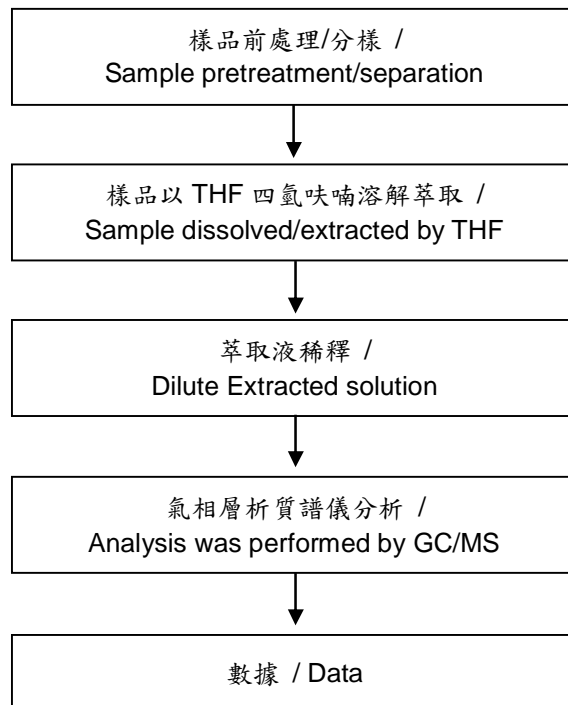 樣品前處理/分樣 /
Sample pretreatment/separation
樣品以 THF 四氫呋喃溶解萃取 /
Sample dissolved/extracted by THF
萃取液稀釋 /
Dilute Extracted solution
氣相層析質譜儀分析 /
Analysis was performed by GC/MS
數據 / Data